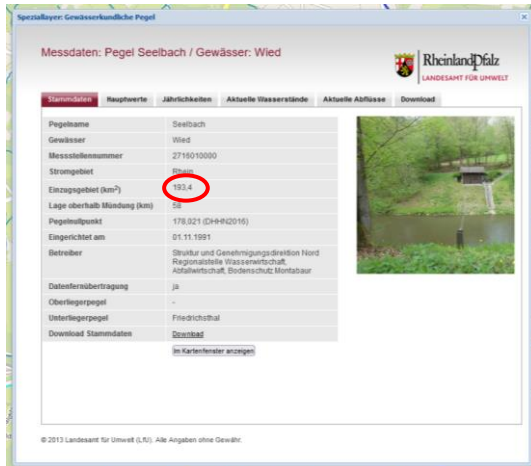 Speziallayer: Gewässerkundliche Pegel
Messdaten: Pegel Seelbach / Gewässer: Wied
RheinlandPfalz
LANDESAMT FÜR UMWELT
Stammdaten Hauptwerte Jährlichkeiten Aktuelle Wasserstände Aktuelle Abflüsse Download
Pegelname Seelbach
Gewässer Wied
Messstellennummer 2716010000
Stromgebiet Rhein
Einzugsgebiet (km²) 193,4
Lage oberhalb Mündung (km) 58
Pegelnullpunkt 178,021 (DHHN2016)
Eingerichtet am 01.11.1991
Betreiber Struktur und Genehmigungsdirektion Nord
Regionalstelle Wasserwirtschaft,
Abfallwirtschaft, Bodenschutz Montabaur
Datenfernübertragung ja
Oberliegerpegel -
Unterliegerpegel Friedrichsthal
Download Stammdaten Download
Im Kartenfenster anzeigen
© 2013 Landesamt für Umwelt (LfU). Alle Angaben ohne Gewähr.